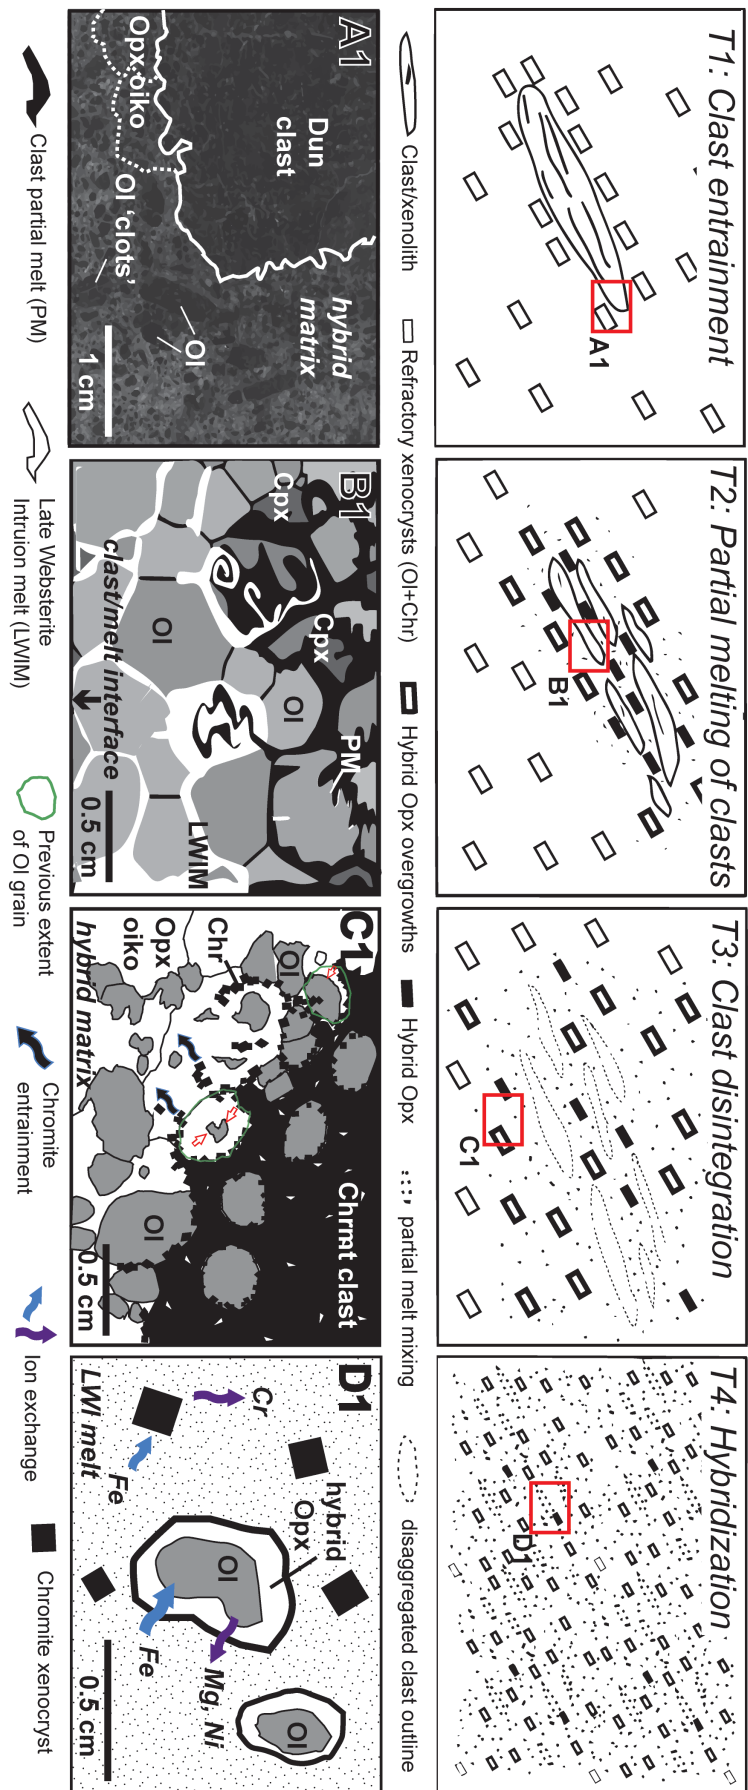 T1: Clast entrainment
A1
T2: Partial melting of clasts
B1
T3: Clast disintegration
C1
T4: Hybridization
D1
Clast/xenolith
Refractory xenocrysts (Ol+Chr)
Hybrid Opx overgrowths
Hybrid Opx
partial melt mixing
disaggregated clast outline
A1
Dun
clast
hybrid
matrix
Opx oiko
Ol 'clots'
Ol
1 cm
B1
Cpx
Cpx
PM
Ol
Ol
LWIM
clast/melt interface
0.5 cm
C1
Chrmt clast
Ol
Chr
Opx
oiko
Ol
hybrid matrix
0.5 cm
D1
Cr
hybrid
Opx
Fe
LWI melt
Ol
Fe
Mg, Ni
Ol
0.5 cm
Clast partial melt (PM)
Late Websterite
Intruion melt (LWIM)
Previous extent
of Ol grain
Chromite
entrainment
Ion exchange
Chromite xenocryst